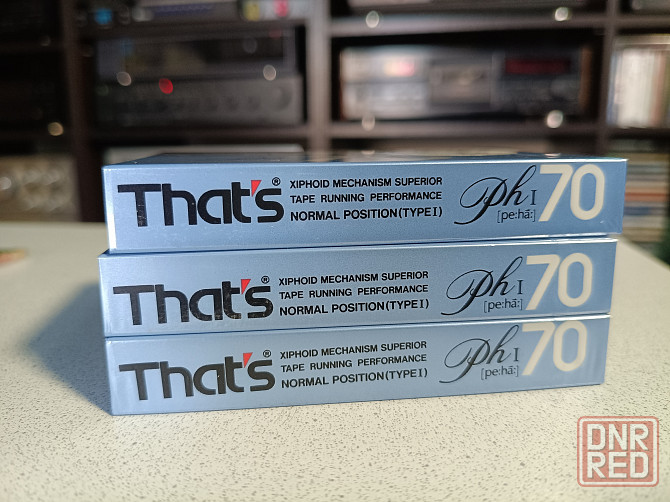 That's® XIPHOID MECHANISM SUPERIOR
TAPE RUNNING PERFORMANCE
NORMAL POSITION (TYPE I)
Ph I 70
[pe:hã:]
That's® XIPHOID MECHANISM SUPERIOR
TAPE RUNNING PERFORMANCE
NORMAL POSITION (TYPE I)
Ph I 70
[pe:hã:]
That's® XIPHOID MECHANISM SUPERIOR
TAPE RUNNING PERFORMANCE
NORMAL POSITION (TYPE I)
Ph I 70
[pe:hã:]
DNR
RED